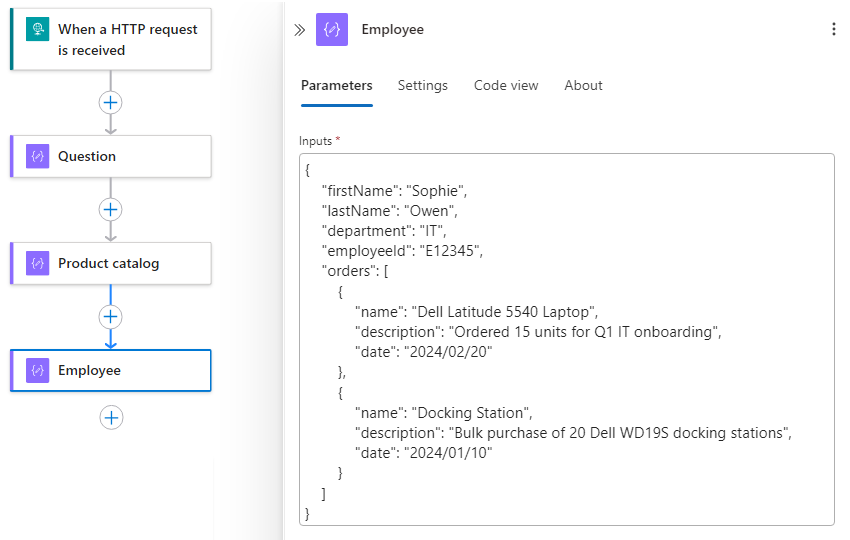 When a HTTP request
is received
Question
Product catalog
Employee
Employee
Parameters
Settings
Code view
About
Inputs *
{
"firstName": "Sophie",
"lastName": "Owen",
"department": "IT",
"employeeId": "E12345",
"orders": [
{
"name": "Dell Latitude 5540 Laptop",
"description": "Ordered 15 units for Q1 IT onboarding",
"date": "2024/02/20"
},
{
"name": "Docking Station",
"description": "Bulk purchase of 20 Dell WD19S docking stations",
"date": "2024/01/10"
}
]
}